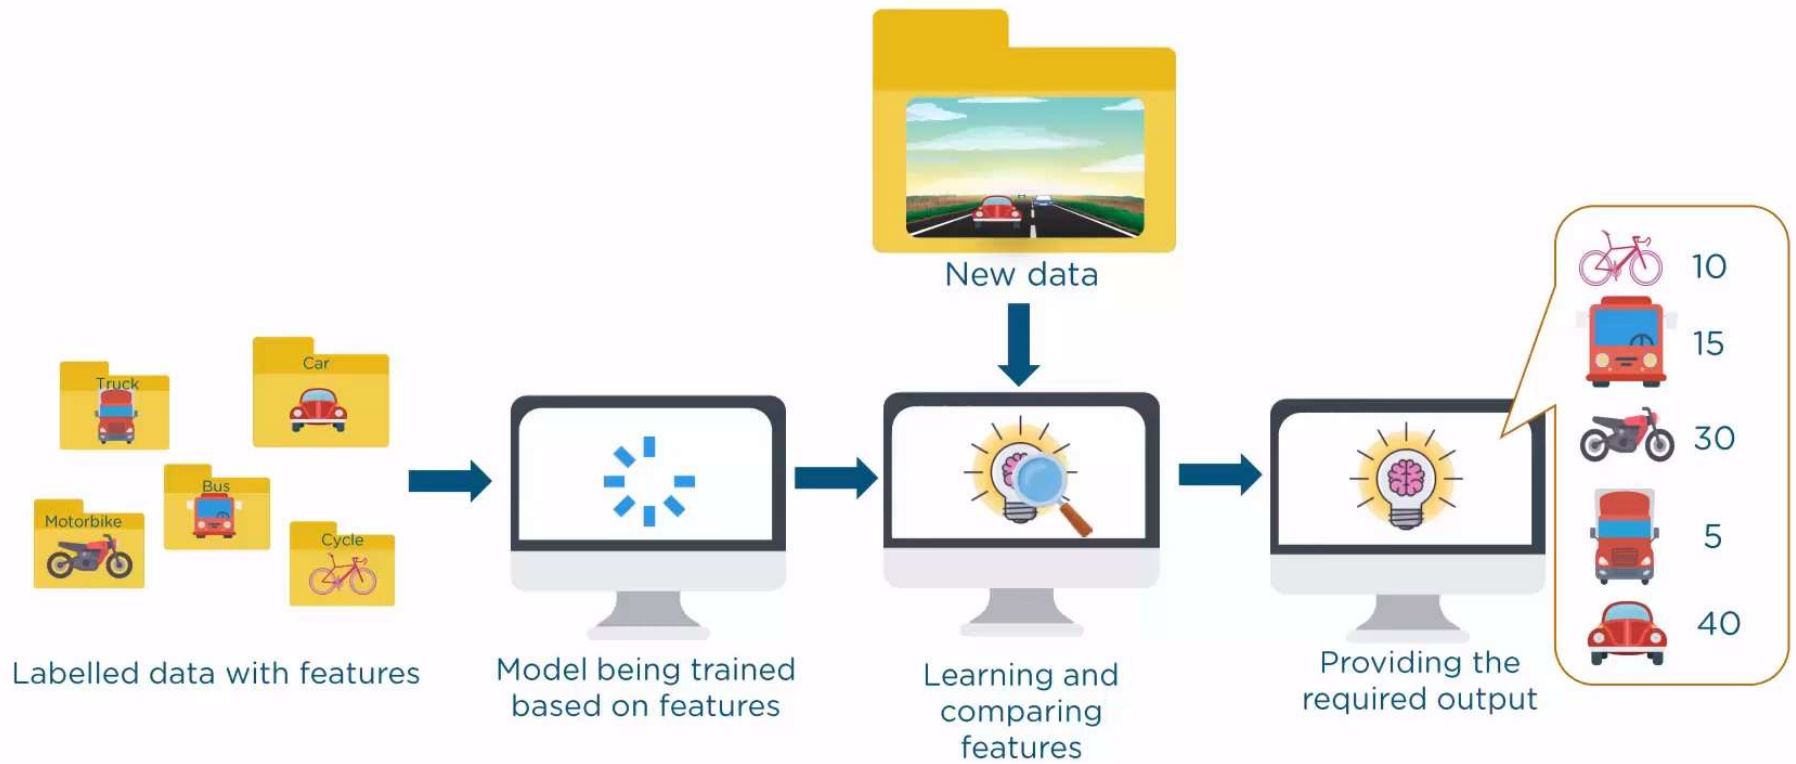 New data
10
15
30
5
40
Truck
Car
Bus
Motorbike
Cycle
Labelled data with features
Model being trained
based on features
Learning and
comparing
features
Providing the
required output